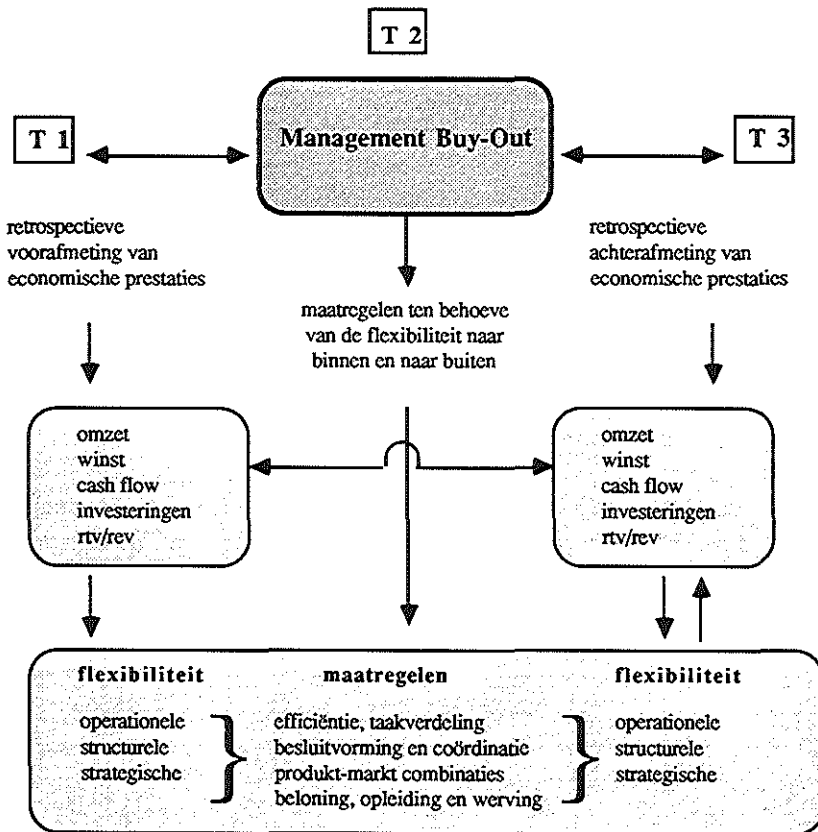 T 2
T 1
Management Buy-Out
T 3
retrospectieve
voorafmeting van
economische prestaties
maatregelen ten behoeve
van de flexibiliteit naar
binnen en naar buiten
retrospectieve
achterafmeting van
economische prestaties
omzet
winst
cash flow
investeringen
rtv/rev
omzet
winst
cash flow
investeringen
rtv/rev
flexibiliteit
operationele
structurele
strategische
maatregelen
efficiëntie, taakverdeling
besluitvorming en coördinatie
produkt-markt combinaties
beloning, opleiding en werving
flexibiliteit
operationele
structurele
strategische